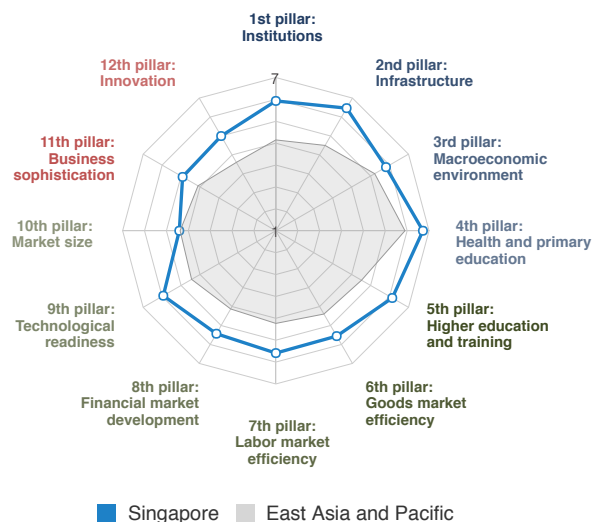 1st pillar:
Institutions
2nd pillar:
Infrastructure
3rd pillar:
Macroeconomic
environment
4th pillar:
Health and primary
education
5th pillar:
Higher education
and training
6th pillar:
Goods market
efficiency
7th pillar:
Labor market
efficiency
8th pillar:
Financial market
development
9th pillar:
Technological
readiness
10th pillar:
Market size
11th pillar:
Business
sophistication
12th pillar:
Innovation
7
1
Singapore East Asia and Pacific